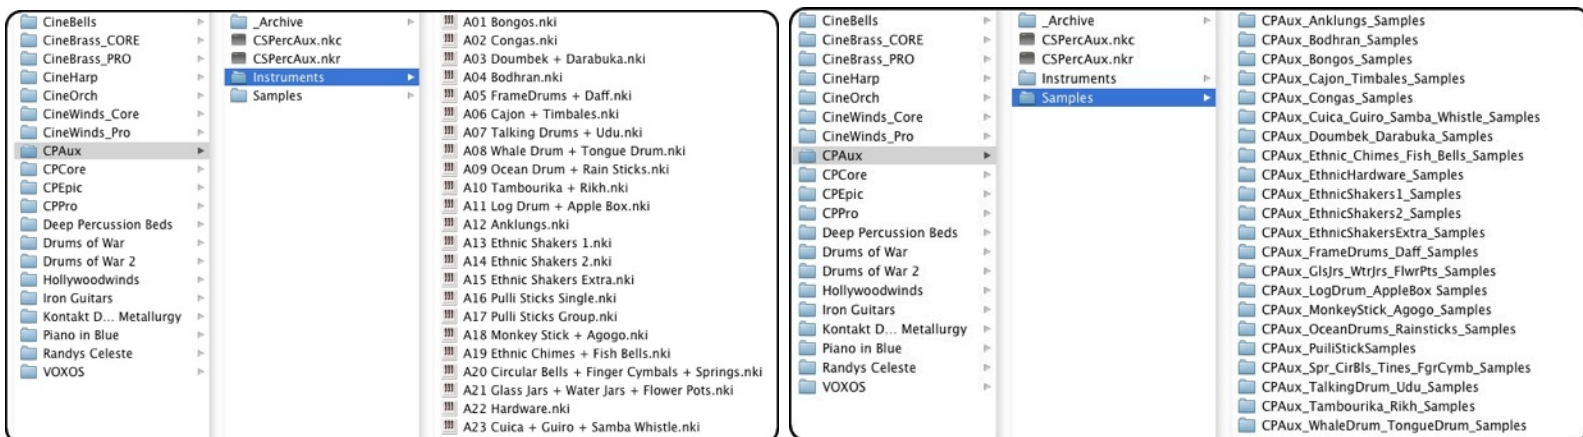 CineBells
CineBrass_CORE
CineBrass_PRO
CineHarp
CineOrch
CineWinds_Core
CineWinds_Pro
CPAux
CPCore
CPEpic
CPPro
Deep Percussion Beds
Drums of War
Drums of War 2
Hollywoodwinds
Iron Guitars
Kontakt D... Metallurgy
Piano in Blue
Randys Celeste
VOXOS
_Archive
CSPercAux.nkc
CSPercAux.nkr
Instruments
Samples
A01 Bongos.nki
A02 Congas.nki
A03 Doumbek + Darabuka.nki
A04 Bodhran.nki
A05 FrameDrums + Daff.nki
A06 Cajon + Timbales.nki
A07 Talking Drums + Udu.nki
A08 Whale Drum + Tongue Drum.nki
A09 Ocean Drum + Rain Sticks.nki
A10 Tambourika + Rikh.nki
A11 Log Drum + Apple Box.nki
A12 Anklungs.nki
A13 Ethnic Shakers 1.nki
A14 Ethnic Shakers 2.nki
A15 Ethnic Shakers Extra.nki
A16 Pulli Sticks Single.nki
A17 Pulli Sticks Group.nki
A18 Monkey Stick + Agogo.nki
A19 Ethnic Chimes + Fish Bells.nki
A20 Circular Bells + Finger Cymbals + Springs.nki
A21 Glass Jars + Water Jars + Flower Pots.nki
A22 Hardware.nki
A23 Cuica + Guiro + Samba Whistle.nki
CineBells
CineBrass_CORE
CineBrass_PRO
CineHarp
CineOrch
CineWinds_Core
CineWinds_Pro
CPAux
CPCore
CPEpic
CPPro
Deep Percussion Beds
Drums of War
Drums of War 2
Hollywoodwinds
Iron Guitars
Kontakt D... Metallurgy
Piano in Blue
Randys Celeste
VOXOS
_Archive
CSPercAux.nkc
CSPercAux.nkr
Instruments
Samples
CPAux_Anklungs_Samples
CPAux_Bodhran_Samples
CPAux_Bongos_Samples
CPAux_Cajon_Timbales_Samples
CPAux_Congas_Samples
CPAux_Cuica_Guiro_Samba_Whistle_Samples
CPAux_Doumbek_Darabuka_Samples
CPAux_Ethnic_Chimes_Fish_Bells_Samples
CPAux_EthnicHardware_Samples
CPAux_EthnicShakers1_Samples
CPAux_EthnicShakers2_Samples
CPAux_EthnicShakersExtra_Samples
CPAux_FrameDrums_Daff_Samples
CPAux_GlsJrs_WtrJrs_FlwrPts_Samples
CPAux_LogDrum_AppleBox Samples
CPAux_MonkeyStick_Agogo_Samples
CPAux_OceanDrums_Rainsticks_Samples
CPAux_PuiliStickSamples
CPAux_Spr_CirBls_Tines_FgrCymb_Samples
CPAux_TalkingDrum_Udu_Samples
CPAux_Tambourika_Rikh_Samples
CPAux_WhaleDrum_TongueDrum_Samples